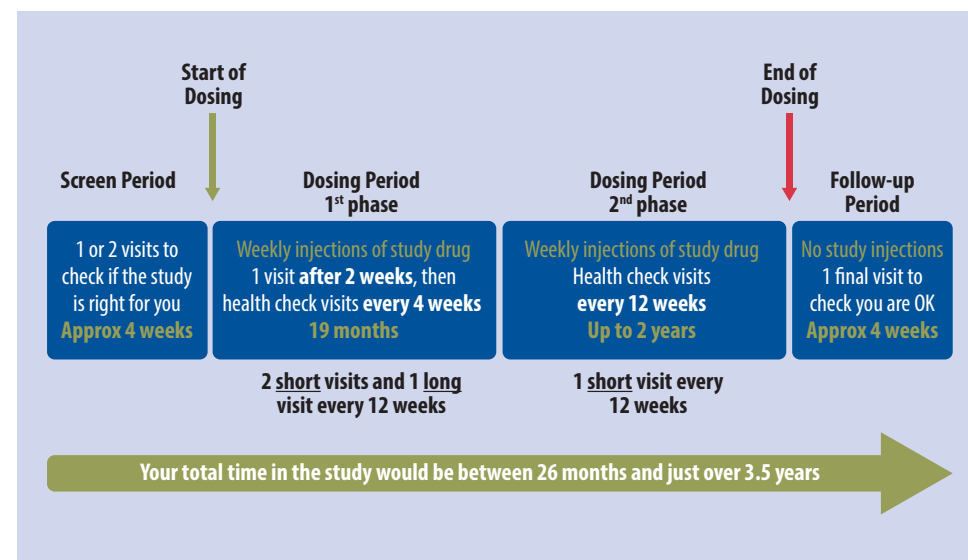 Start of
Dosing
End of
Dosing
Screen Period
Dosing Period
1st phase
Dosing Period
2nd phase
Follow-up
Period
1 or 2 visits to
check if the study
is right for you
Approx 4 weeks
Weekly injections of study drug
1 visit after 2 weeks, then
health check visits every 4 weeks
19 months
Weekly injections of study drug
Health check visits
every 12 weeks
Up to 2 years
No study injections
1 final visit to
check you are OK
Approx 4 weeks
2 short visits and 1 long
visit every 12 weeks
1 short visit every
12 weeks
Your total time in the study would be between 26 months and just over 3.5 years